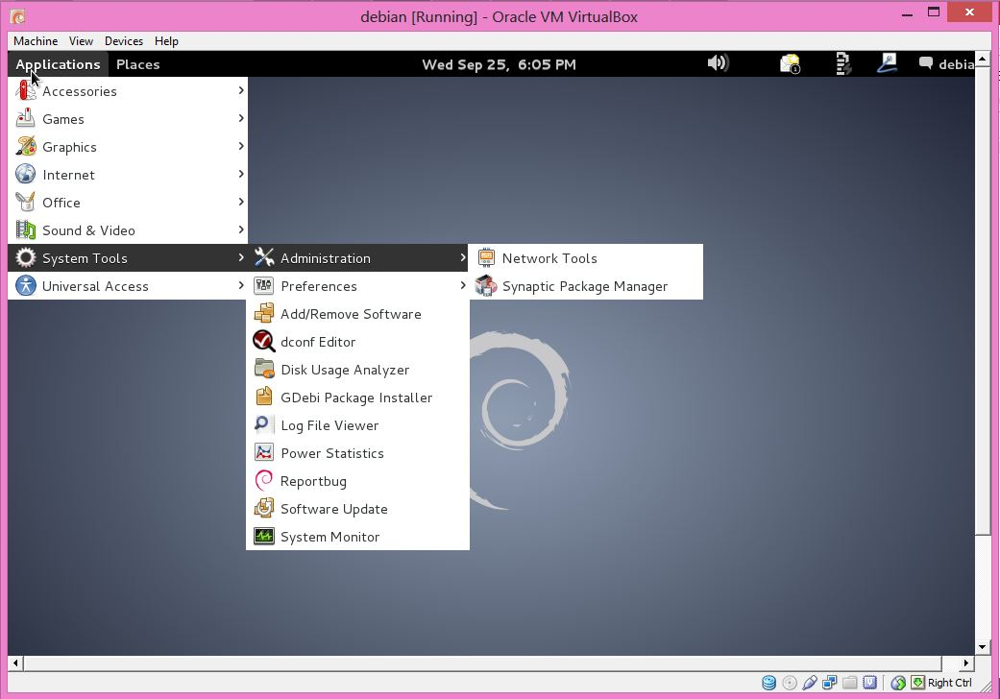 debian [Running] - Oracle VM VirtualBox
Machine View Devices Help
Applications Places Wed Sep 25, 6:05 PM 1 debia
Accessories
Games
Graphics
Internet
Office
Sound & Video
System Tools Administration Network Tools
Universal Access Preferences Synaptic Package Manager
Add/Remove Software
dconf Editor
Disk Usage Analyzer
GDebi Package Installer
Log File Viewer
Power Statistics
Reportbug
Software Update
System Monitor
Right Ctrl